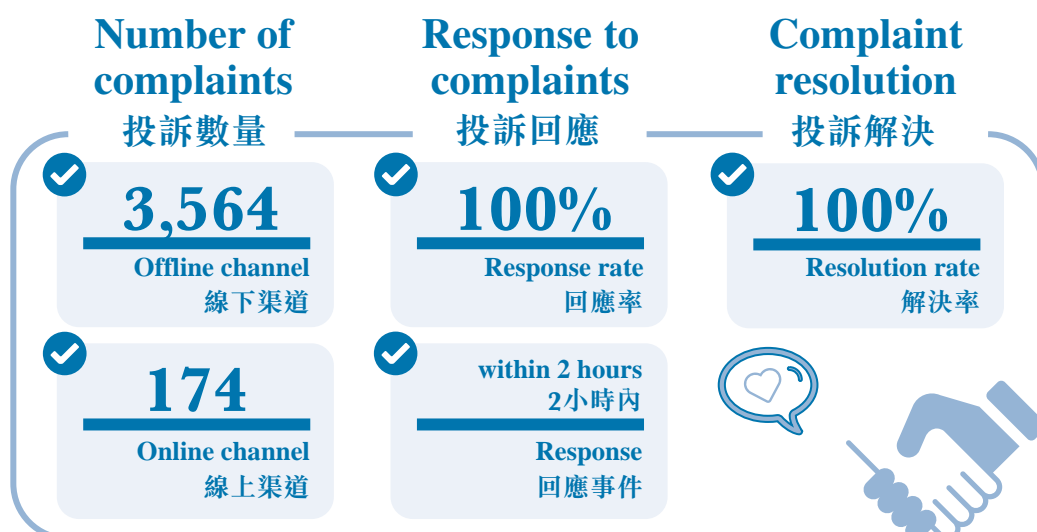 Number of
complaints
投訴數量
3,564
Offline channel
線下渠道
174
Online channel
線上渠道
Response to
complaints
投訴回應
100%
Response rate
回應率
within 2 hours
2小時內
Response
回應事件
Complaint
resolution
投訴解決
100%
Resolution rate
解決率